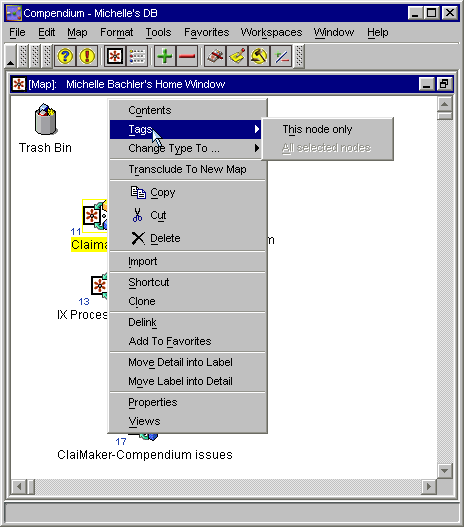 Compendium - Michelle's DB
File Edit Map Format Tools Favorites Workspaces Window Help
[Map]: Michelle Bachler's Home Window
Trash Bin
Contents
Tags
This node only
Change Type To ...
All selected nodes
Transclude To New Map
Copy
Cut
11
Delete
Claima
m
Import
Shortcut
13
Clone
IX Proces
Delink
Add To Favorites
Move Detail into Label
Move Label into Detail
Properties
Views
17
ClaiMaker-Compendium issues